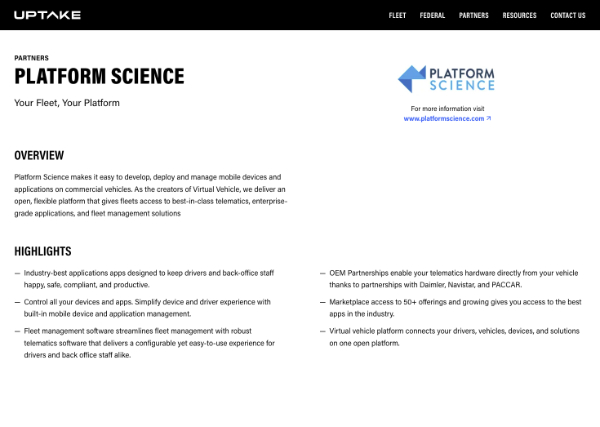 UPTAKE
FLEET FEDERAL PARTNERS RESOURCES CONTACT US
PARTNERS
PLATFORM SCIENCE
Your Fleet, Your Platform
PLATFORM
SCIENCE
For more information visit
www.platformscience.com ↗
OVERVIEW
Platform Science makes it easy to develop, deploy and manage mobile devices and
applications on commercial vehicles. As the creators of Virtual Vehicle, we deliver an
open, flexible platform that gives fleets access to best-in-class telematics, enterprise-
grade applications, and fleet management solutions
HIGHLIGHTS
— Industry-best applications apps designed to keep drivers and back-office staff
happy, safe, compliant, and productive.
— Control all your devices and apps. Simplify device and driver experience with
built-in mobile device and application management.
— Fleet management software streamlines fleet management with robust
telematics software that delivers a configurable yet easy-to-use experience for
drivers and back office staff alike.
— OEM Partnerships enable your telematics hardware directly from your vehicle
thanks to partnerships with Daimler, Navistar, and PACCAR.
— Marketplace access to 50+ offerings and growing gives you access to the best
apps in the industry.
— Virtual vehicle platform connects your drivers, vehicles, devices, and solutions
on one open platform.